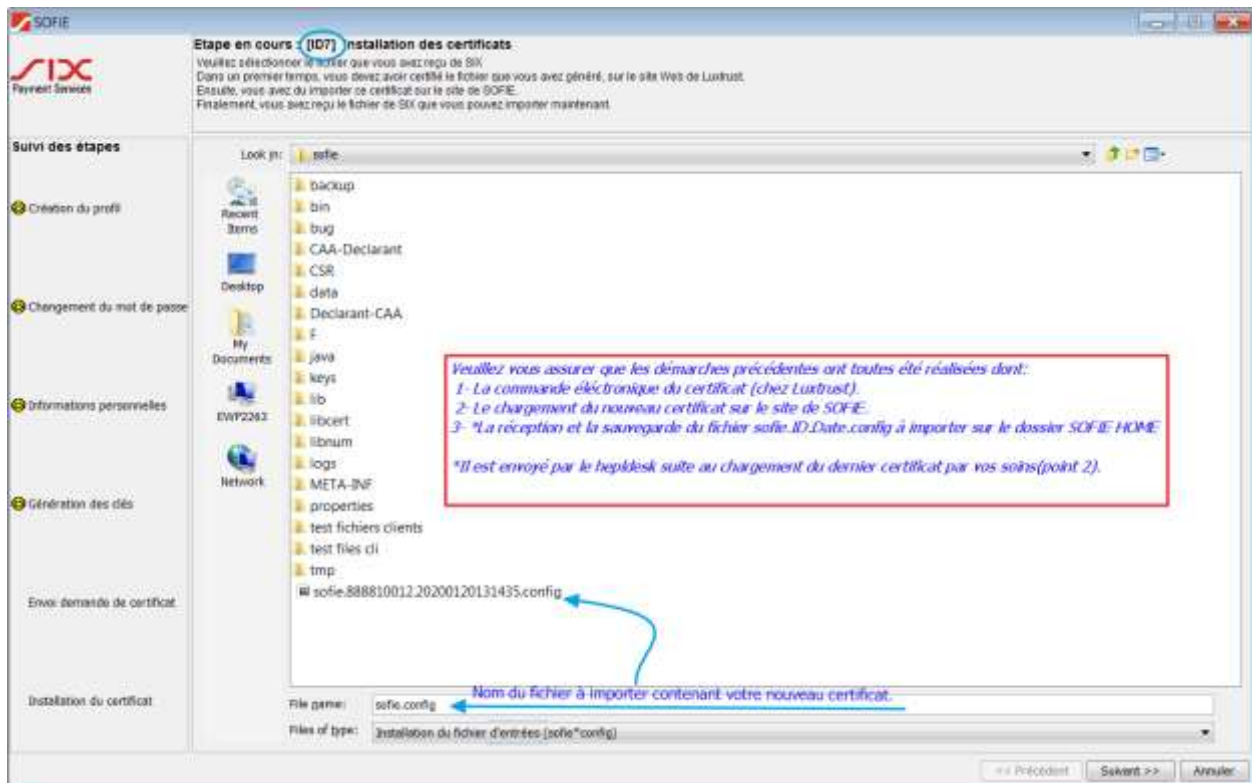 SOFIE
SIX
Payment Services
Etape en cours : [ID7] Installation des certificats
Veuillez sélectionner le fichier que vous avez reçu de SIX
Dans un premier temps, vous devez avoir certifié le fichier que vous avez généré, sur le site Web de Luxtrust.
Ensuite, vous avez du importer ce certificat sur le site de SOFIE.
Finalement, vous avez reçu le fichier de SIX que vous pouvez importer maintenant.
Suivi des étapes
Création du profil
Changement du mot de passe
Informations personnelles
Génération des clés
Envoi demande de certificat
Installation du certificat
Look in:
sofie
Recent Items
Desktop
My Documents
EWP2263
Network
backup
bin
bug
CAA-Declarant
CSR
data
Declarant-CAA
F
java
keys
lib
libcert
libnum
logs
META-INF
properties
test fichiers clients
test files cli
tmp
sofie.888810012.20200120131435.config
Veuillez vous assurer que les démarches précédentes ont toutes été réalisées dont:
1- La commande éléctronique du certificat (chez Luxtrust).
2- Le chargement du nouveau certificat sur le site de SOFIE.
3- *La réception et la sauvegarde du fichier sofie.ID.Date.config à importer sur le dossier SOFIE HOME
*Il est envoyé par le hepldesk suite au chargement du dernier certificat par vos soins(point 2).
Nom du fichier à importer contenant votre nouveau certificat.
File name:
sofie.config
Files of type:
Installation du fichier d'entrées (sofie*config)
<< Précédent
Suivant >>
Annuler